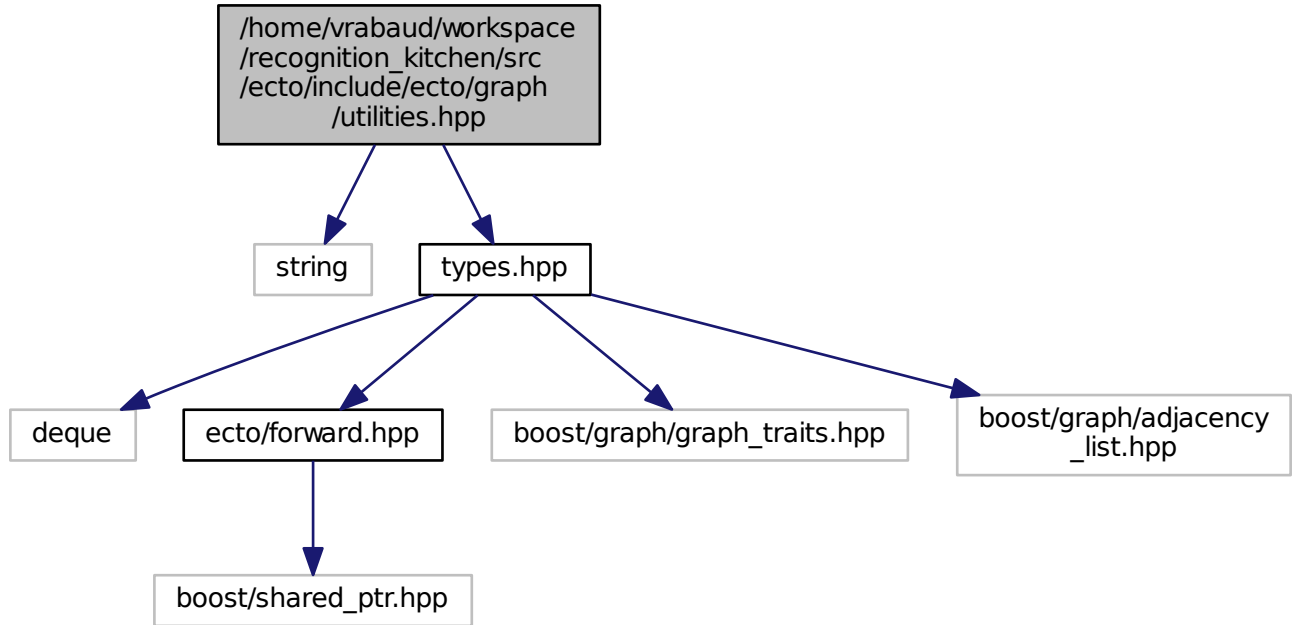 /home/vrabaud/workspace
/recognition_kitchen/src
/ecto/include/ecto/graph
/utilities.hpp
string
types.hpp
deque
ecto/forward.hpp
boost/graph/graph_traits.hpp
boost/graph/adjacency
_list.hpp
boost/shared_ptr.hpp